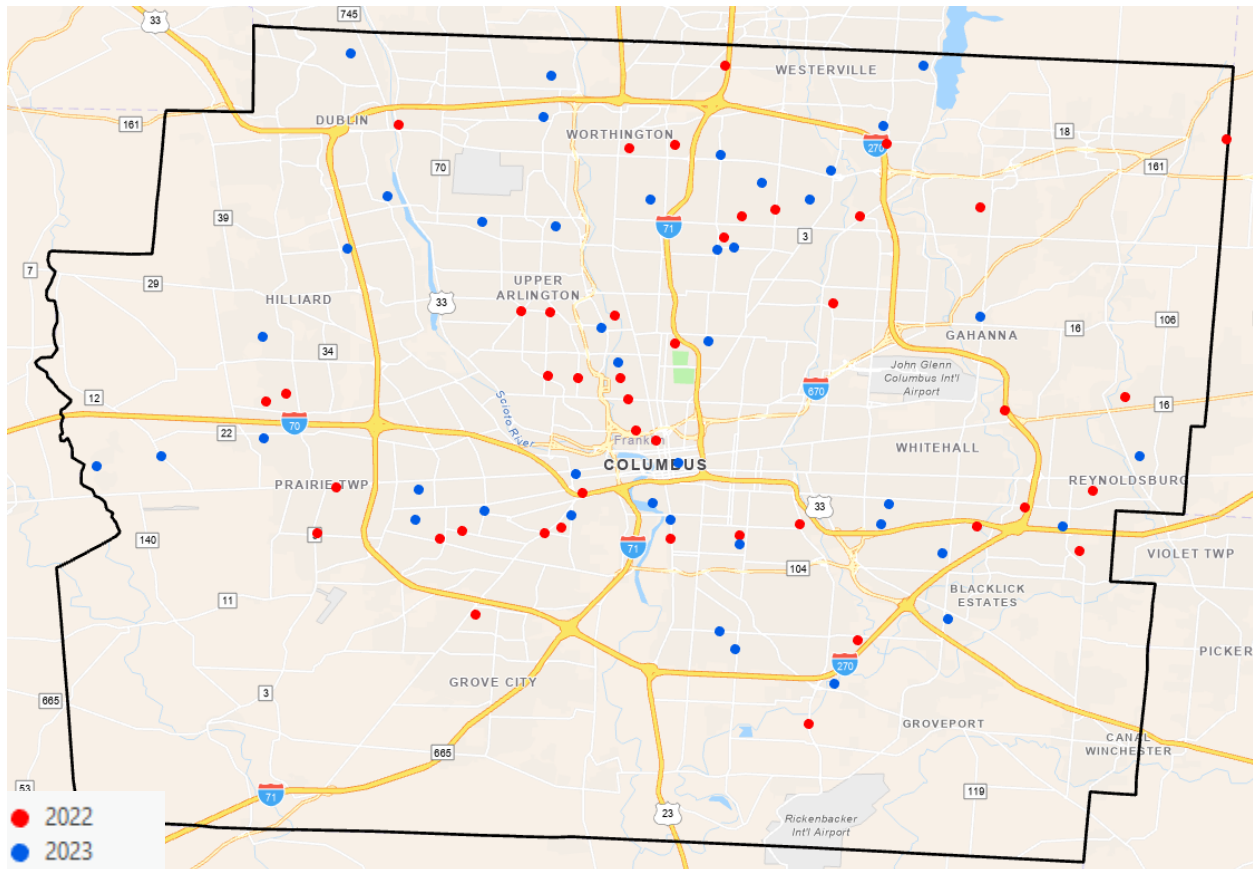 745
33
WESTERVILLE
161
DUBLIN
WORTHINGTON
18
270
161
70
39
71
3
7
29
UPPER
ARLINGTON
HILLIARD
33
106
GAHANNA
16
34
John Glenn
Columbus Int'l
Airport
670
12
Scioto River
16
70
22
Franklin
WHITEHALL
COLUMBUS
PRAIRIE TWP
REYNOLDSBURG
33
140
71
VIOLET TWP
104
BLACKLICK
ESTATES
11
PICKER
270
GROVE CITY
3
665
GROVEPORT
CANAL
WINCHESTER
665
53
71
119
23
Rickenbacker
Int'l Airport
2022
2023